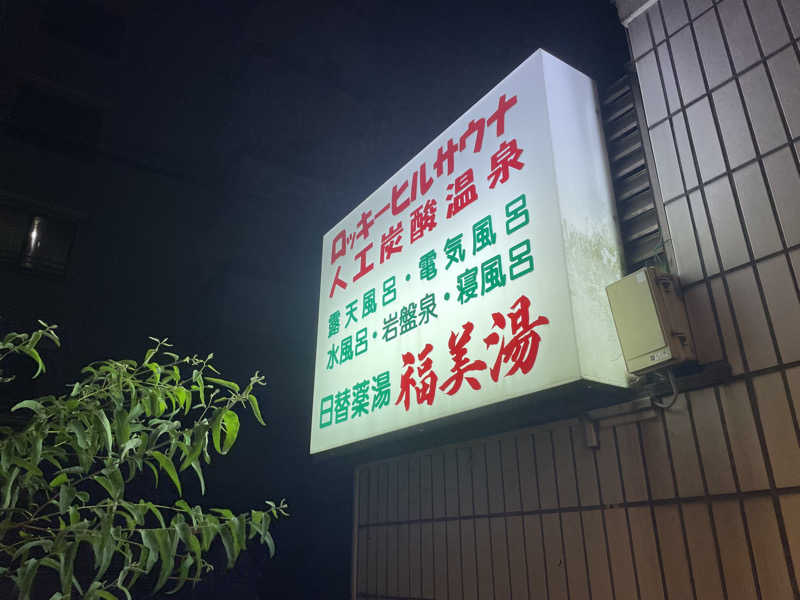 ロッキーヒルサウナ
人工炭酸温泉
露天風呂・電気風呂
水風呂・岩盤泉・寝風呂
日替薬湯 福美湯